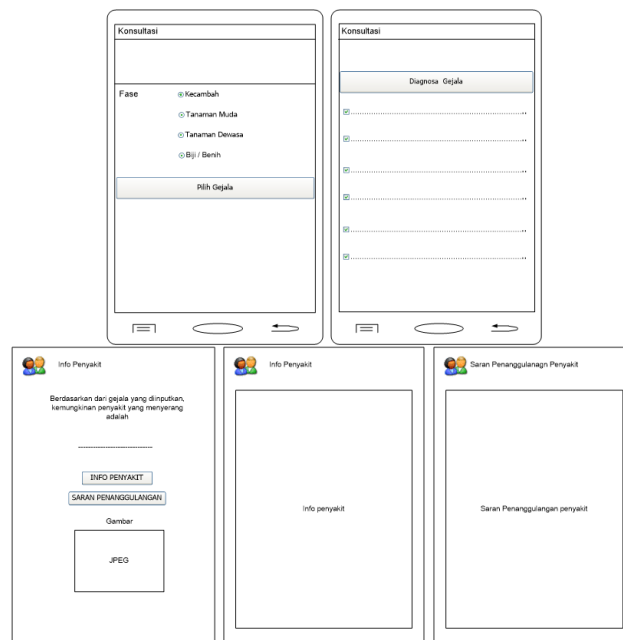 Konsultasi
Fase
Kecambah
Tanaman Muda
Tanaman Dewasa
Biji / Benih
Pilih Gejala
Konsultasi
Diagnosa Gejala
...............................................................................
...............................................................................
...............................................................................
...............................................................................
...............................................................................
...............................................................................
Info Penyakit
Berdasarkan dari gejala yang diinputkan,
kemungkinan penyakit yang menyerang
adalah
------------------------------
INFO PENYAKIT
SARAN PENANGGULANGAN
Gambar
JPEG
Info Penyakit
Info penyakit
Saran Penanggulanagn Penyakit
Saran Penanggulangan penyakit